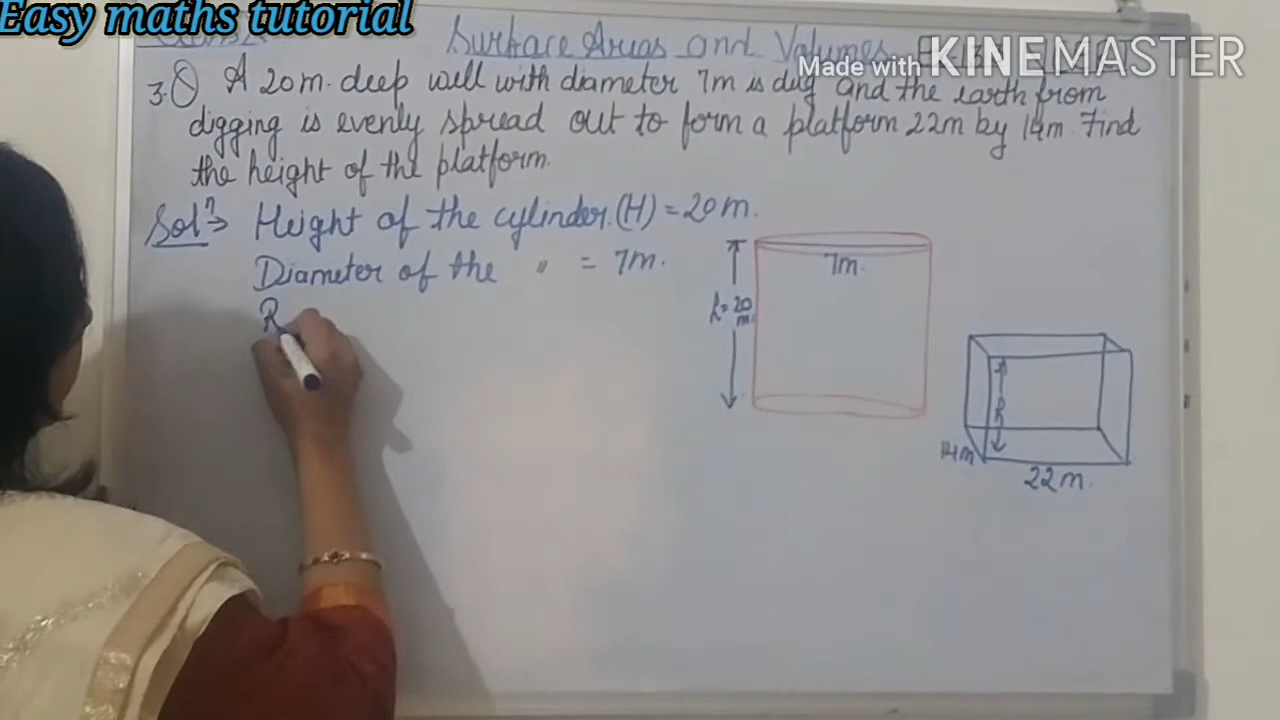 Easy maths tutorial
Surface Areas and Volumes
Made with KINEMASTER
3. Q A 20m. deep well with diameter 7m is dug and the earth from
digging is evenly spread out to form a platform 22m by 14m. Find
the height of the platform.
Solⁿ⇒ Height of the cylinder.(H) = 20m.
Diameter of the " = 7m.
R
7m.
h=20
m.
h
14m
22m.